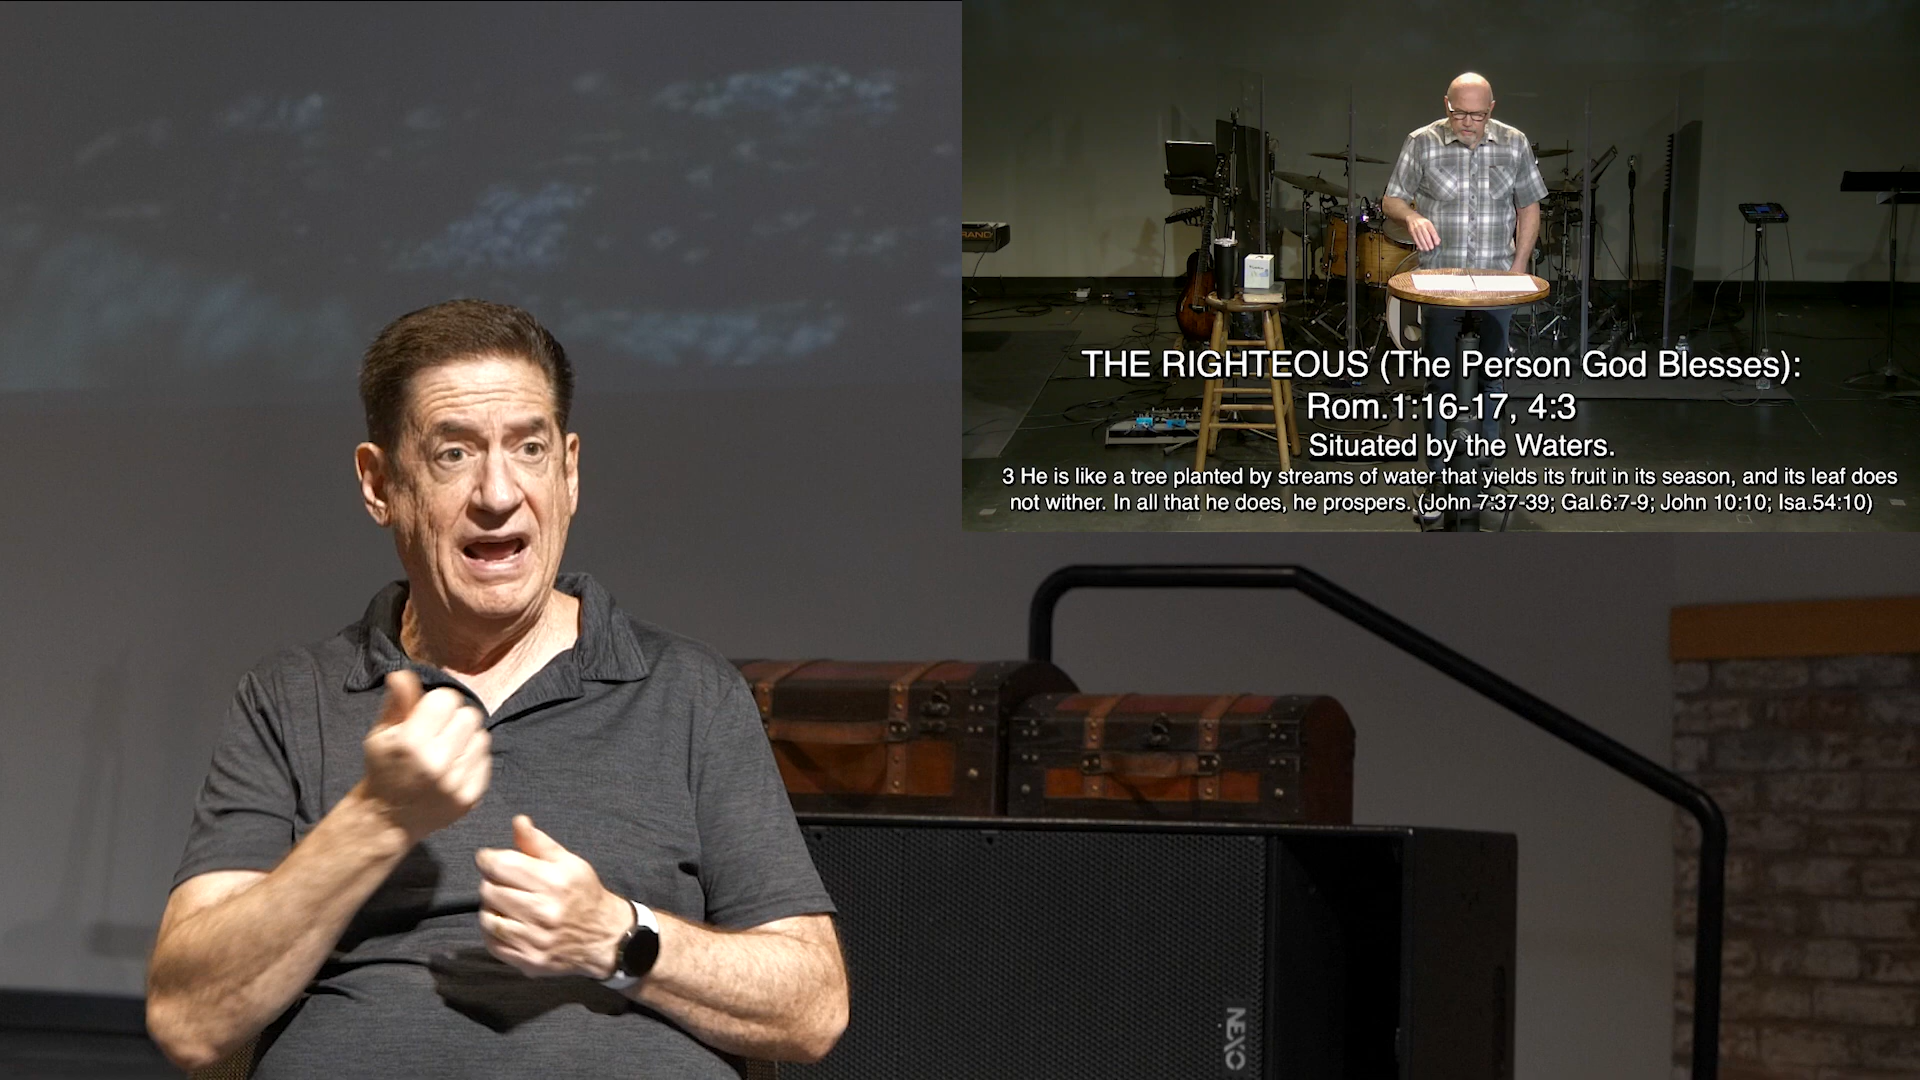 THE RIGHTEOUS (The Person God Blesses):
Rom.1:16-17, 4:3
Situated by the Waters.
3 He is like a tree planted by streams of water that yields its fruit in its season, and its leaf does
not wither. In all that he does, he prospers. (John 7:37-39; Gal.6:7-9; John 10:10; Isa.54:10)
NEXO